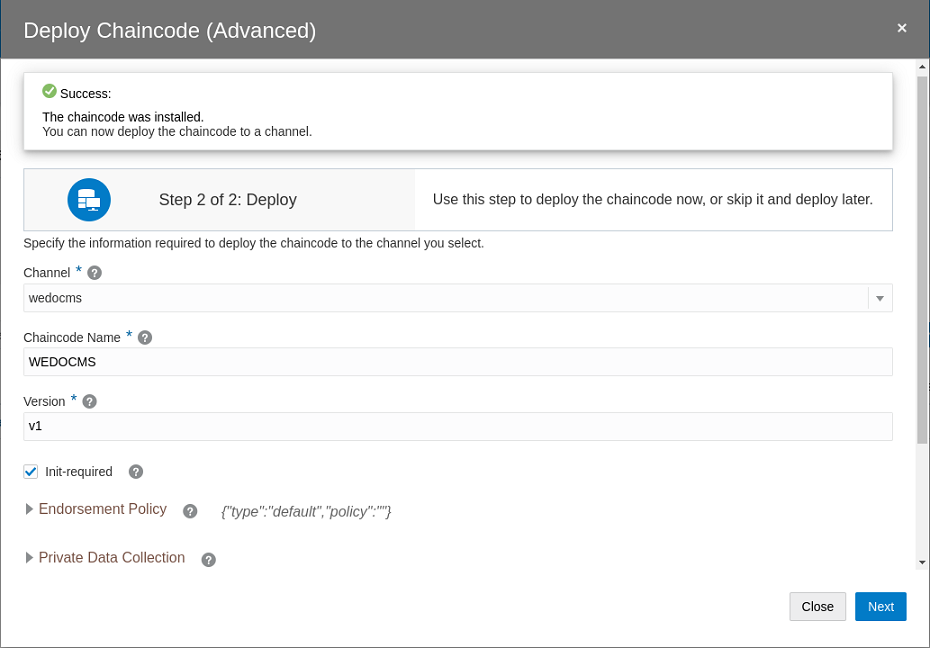 Deploy Chaincode (Advanced)
×
Success:
The chaincode was installed.
You can now deploy the chaincode to a channel.
Step 2 of 2: Deploy
Use this step to deploy the chaincode now, or skip it and deploy later.
Specify the information required to deploy the chaincode to the channel you select.
Channel * ?
wedocms
Chaincode Name * ?
WEDOCMS
Version * ?
v1
Init-required ?
Endorsement Policy ? {"type":"default","policy":""}
Private Data Collection ?
Close Next